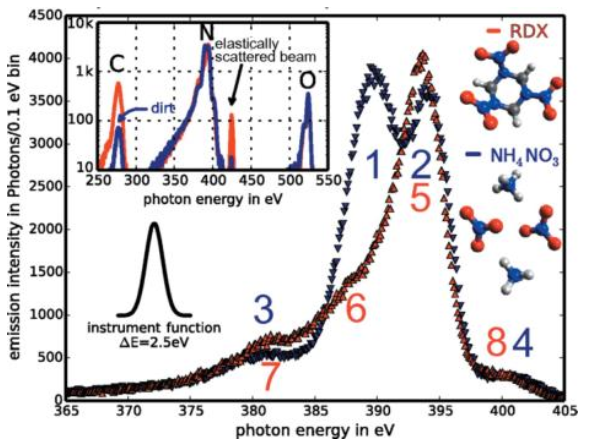 emission intensity in Photons/0.1 eV bin
4500
4000
3500
3000
2500
2000
1500
1000
500
0
365
370
375
380
385
390
395
400
405
photon energy in eV
10k
1k
100
10
250
300
350
400
450
500
550
photon energy in eV
C
N
O
dirt
elastically
scattered beam
RDX
NH₄NO₃
instrument function
ΔE=2.5eV
1
2
5
3
6
7
8 4